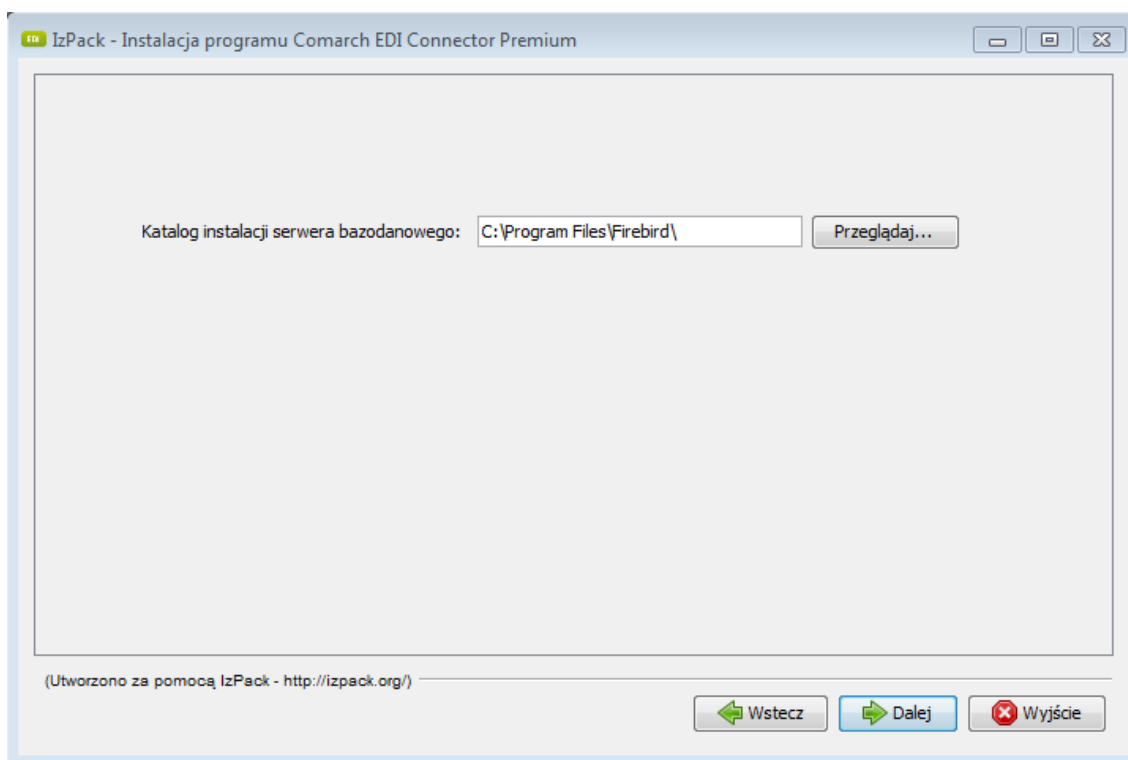 EDI IzPack - Instalacja programu Comarch EDI Connector Premium
Katalog instalacji serwera bazodanowego: C:\Program Files\Firebird\ Przeglądaj...
(Utworzono za pomocą IzPack - http://izpack.org/)
Wstecz Dalej Wyjście